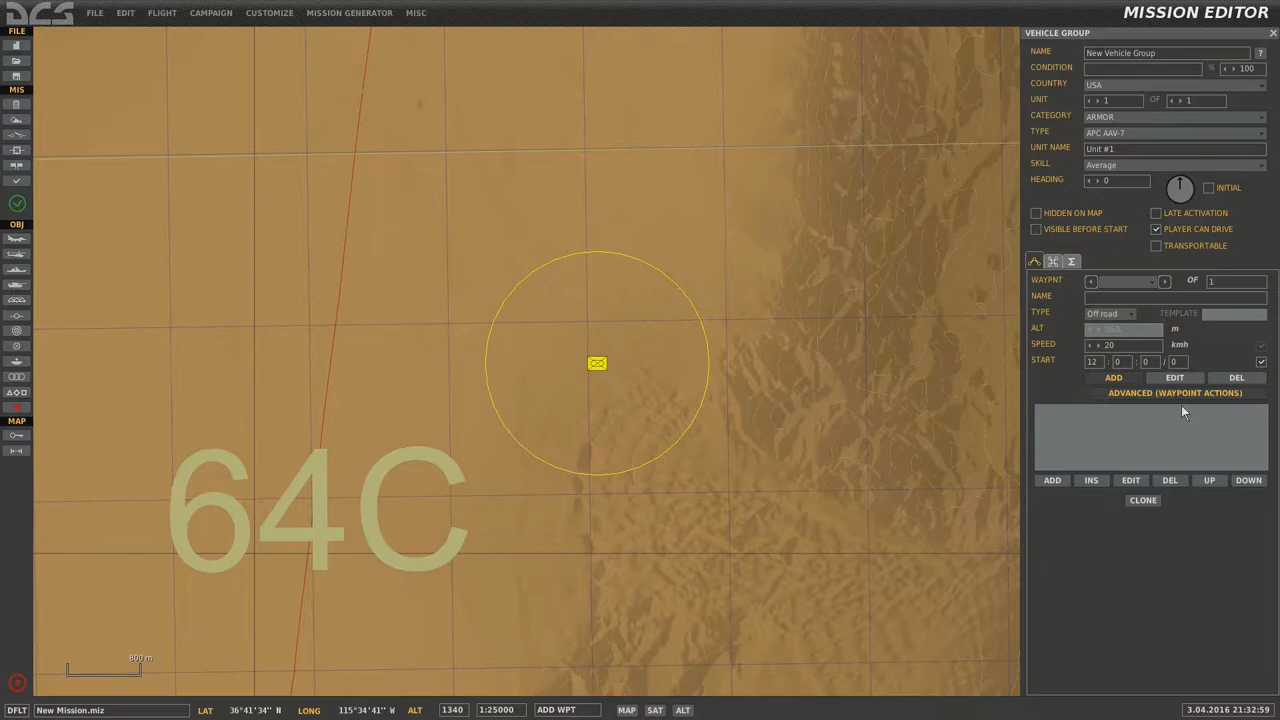 DCS FILE EDIT FLIGHT CAMPAIGN CUSTOMIZE MISSION GENERATOR MISC MISSION EDITOR
FILE
MIS
OBJ
MAP
64C
800 m
VEHICLE GROUP
NAME New Vehicle Group ?
CONDITION % 100
COUNTRY USA
UNIT 1 OF 1
CATEGORY ARMOR
TYPE APC AAV-7
UNIT NAME Unit #1
SKILL Average
HEADING 0 INITIAL
HIDDEN ON MAP LATE ACTIVATION
VISIBLE BEFORE START PLAYER CAN DRIVE
TRANSPORTABLE
WAYPNT OF 1
NAME
TYPE Off road TEMPLATE
ALT m
SPEED 20 kmh
START 12 : 0 : 0 / 0
ADD EDIT DEL
ADVANCED (WAYPOINT ACTIONS)
ADD INS EDIT DEL UP DOWN
CLONE
DFLT New Mission.miz LAT 36°41'34" N LONG 115°34'41" W ALT 1340 1:25000 ADD WPT MAP SAT ALT 3.04.2016 21:32:59